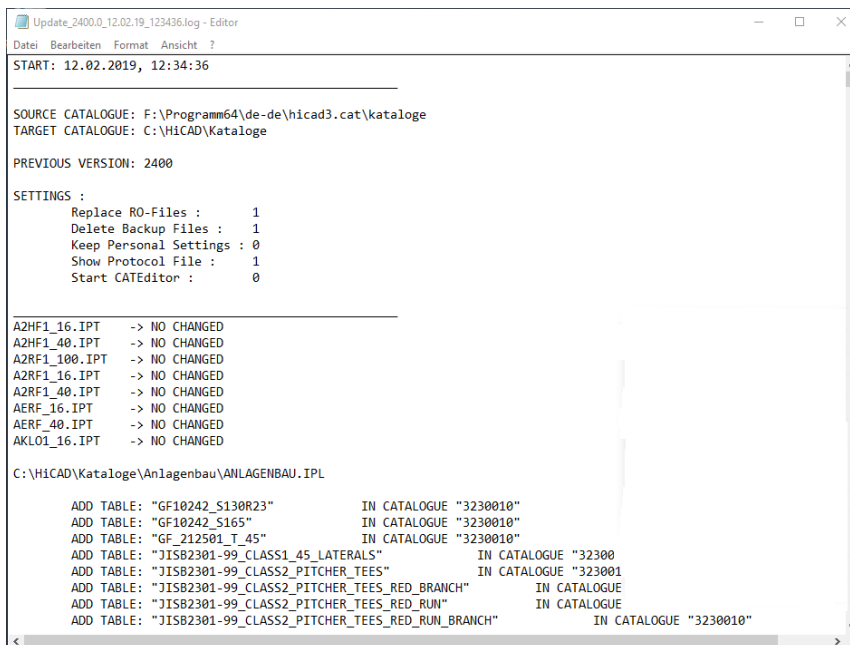 Update_2400.0_12.02.19_123436.log - Editor
Datei Bearbeiten Format Ansicht ?
START: 12.02.2019, 12:34:36
SOURCE CATALOGUE: F:\Programm64\de-de\hicad3.cat\kataloge
TARGET CATALOGUE: C:\HiCAD\Kataloge
PREVIOUS VERSION: 2400
SETTINGS :
Replace RO-Files : 1
Delete Backup Files : 1
Keep Personal Settings : 0
Show Protocol File : 1
Start CATEditor : 0
A2HF1_16.IPT -> NO CHANGED
A2HF1_40.IPT -> NO CHANGED
A2RF1_100.IPT -> NO CHANGED
A2RF1_16.IPT -> NO CHANGED
A2RF1_40.IPT -> NO CHANGED
AERF_16.IPT -> NO CHANGED
AERF_40.IPT -> NO CHANGED
AKLO1_16.IPT -> NO CHANGED
C:\HiCAD\Kataloge\Anlagenbau\ANLAGENBAU.IPL
ADD TABLE: "GF10242_S130R23" IN CATALOGUE "3230010"
ADD TABLE: "GF10242_S165" IN CATALOGUE "3230010"
ADD TABLE: "GF_212501_T_45" IN CATALOGUE "3230010"
ADD TABLE: "JISB2301-99_CLASS1_45_LATERALS" IN CATALOGUE "32300
ADD TABLE: "JISB2301-99_CLASS2_PITCHER_TEES" IN CATALOGUE "323001
ADD TABLE: "JISB2301-99_CLASS2_PITCHER_TEES_RED_BRANCH" IN CATALOGUE
ADD TABLE: "JISB2301-99_CLASS2_PITCHER_TEES_RED_RUN" IN CATALOGUE
ADD TABLE: "JISB2301-99_CLASS2_PITCHER_TEES_RED_RUN_BRANCH" IN CATALOGUE "3230010"